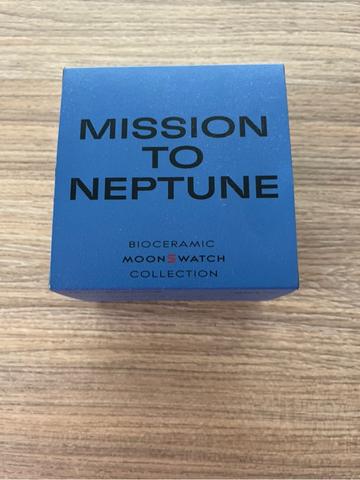 MISSION
TO
NEPTUNE
BIOCERAMIC
MOONSWATCH
COLLECTION